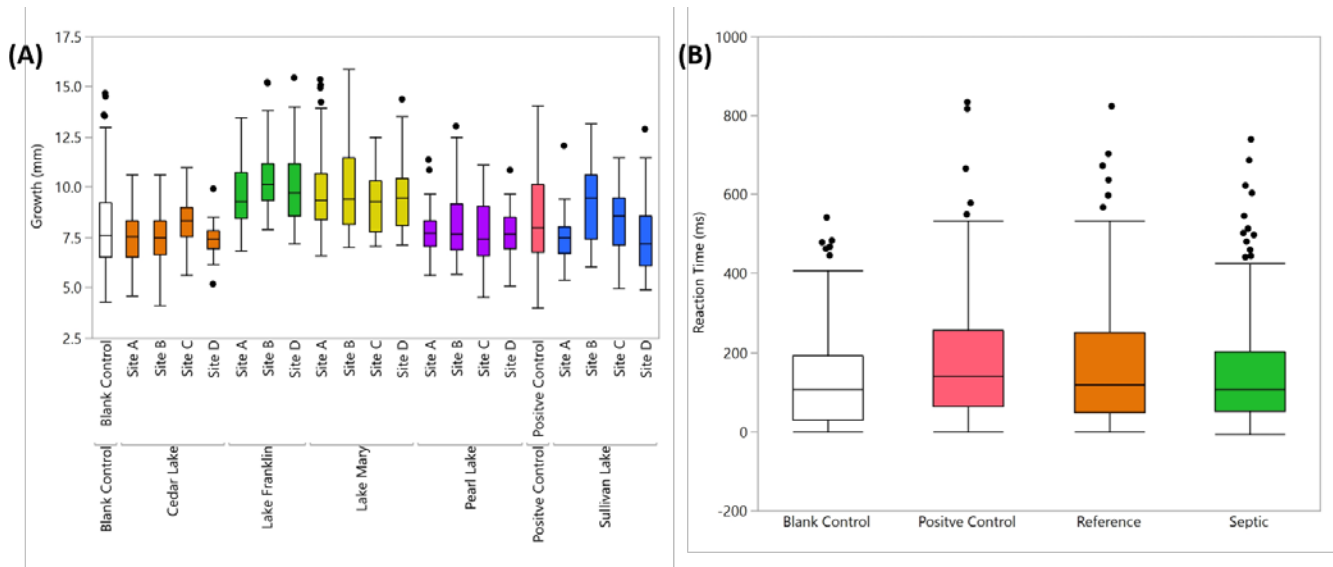 (A)
17.5
15.0
12.5
10.0
7.5
5.0
2.5
Growth (mm)
Blank Control
Site A
Site B
Site C
Site D
Site A
Site B
Site D
Site A
Site B
Site C
Site D
Site A
Site B
Site C
Site D
Positve Control
Site A
Site B
Site C
Site D
Blank Control
Cedar Lake
Lake Franklin
Lake Mary
Pearl Lake
Positve Control
Sullivan Lake
(B)
1000
800
600
400
200
0
-200
Reaction Time (ms)
Blank Control
Positve Control
Reference
Septic